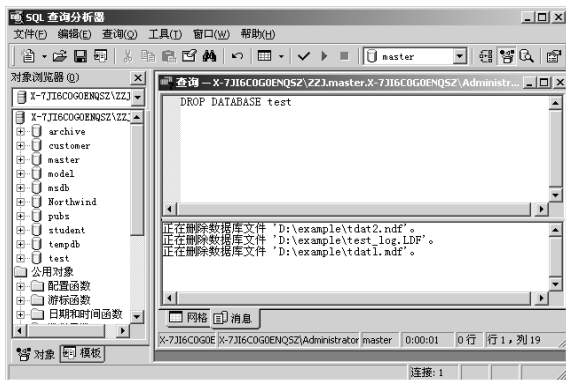 SQL 查询分析器
文件(F) 编辑(E) 查询(Q) 工具(T) 窗口(W) 帮助(H)
master
对象浏览器(O)
X-7JI6C0G0ENQSZ\ZZJ
X-7JI6C0G0ENQSZ\ZZJ
archive
customer
master
model
msdb
Northwind
pubs
student
tempdb
test
公用对象
配置函数
游标函数
日期和时间函数
对象 模板
查询 — X-7JI6C0G0ENQSZ\ZZJ.master.X-7JI6C0G0ENQSZ\Administr...
DROP DATABASE test
正在删除数据库文件 'D:\example\tdat2.ndf'。
正在删除数据库文件 'D:\example\test_log.LDF'。
正在删除数据库文件 'D:\example\tdat1.mdf'。
网格 消息
X-7JI6C0G0E X-7JI6C0G0ENQSZ\Administrator master 0:00:01 0 行 行 1, 列 19
连接: 1